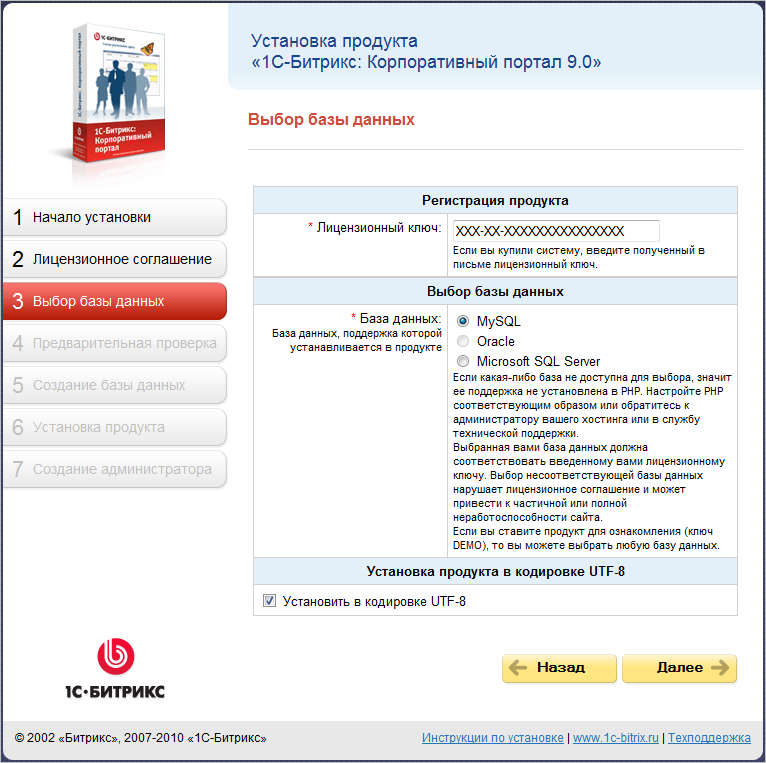 1С·БИТРИКС
1С-Битрикс:
Корпоративный
портал
Установка продукта
«1С-Битрикс: Корпоративный портал 9.0»
Выбор базы данных
1 Начало установки
2 Лицензионное соглашение
3 Выбор базы данных
4 Предварительная проверка
5 Создание базы данных
6 Установка продукта
7 Создание администратора
Регистрация продукта
* Лицензионный ключ:
XXX-XX-XXXXXXXXXXXXXXX
Если вы купили систему, введите полученный в
письме лицензионный ключ.
Выбор базы данных
* База данных:
База данных, поддержка которой
устанавливается в продукте
MySQL
Oracle
Microsoft SQL Server
Если какая-либо база не доступна для выбора, значит
ее поддержка не установлена в PHP. Настройте PHP
соответствующим образом или обратитесь к
администратору вашего хостинга или в службу
технической поддержки.
Выбранная вами база данных должна
соответствовать введенному вами лицензионному
ключу. Выбор несоответствующей базы данных
нарушает лицензионное соглашение и может
привести к частичной или полной
неработоспособности сайта.
Если вы ставите продукт для ознакомления (ключ
DEMO), то вы можете выбрать любую базу данных.
Установка продукта в кодировке UTF-8
Установить в кодировке UTF-8
Назад
Далее
1С·БИТРИКС
© 2002 «Битрикс», 2007-2010 «1С-Битрикс»
Инструкции по установке | www.1c-bitrix.ru | Техподдержка